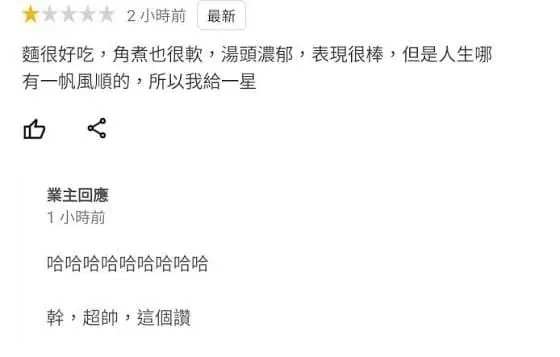 2 小時前 最新
麵很好吃，角煮也很軟，湯頭濃郁，表現很棒，但是人生哪
有一帆風順的，所以我給一星
業主回應
1 小時前
哈哈哈哈哈哈哈哈哈
幹，超帥，這個讚